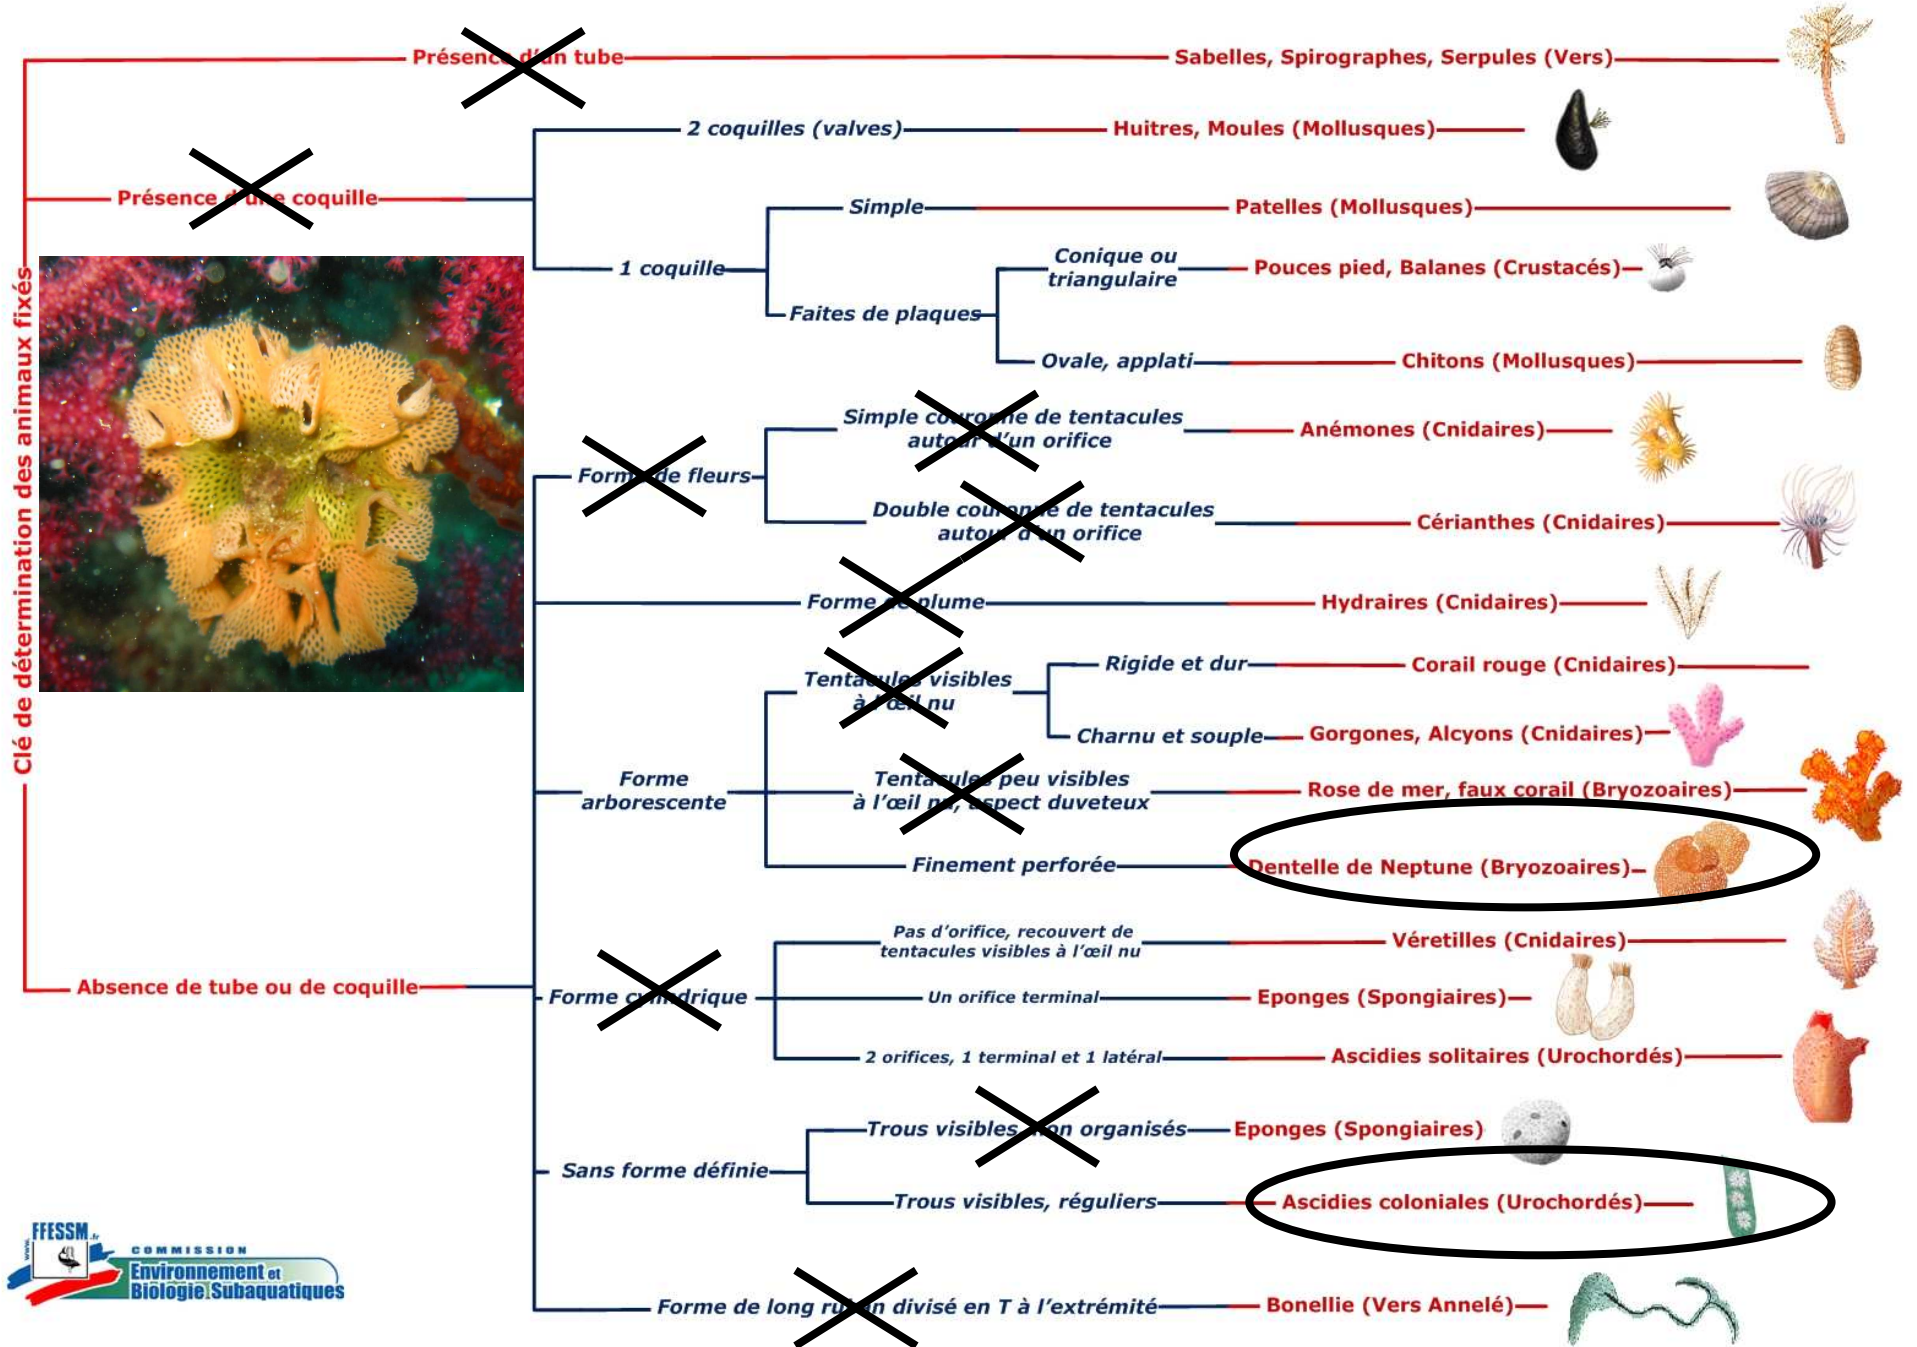 Clé de détermination des animaux fixés
Présence d'un tube
Sabelles, Spirographes, Serpules (Vers)
Présence d'une coquille
2 coquilles (valves)
Huitres, Moules (Mollusques)
1 coquille
Simple
Patelles (Mollusques)
Faites de plaques
Conique ou
triangulaire
Pouces pied, Balanes (Crustacés)
Ovale, applati
Chitons (Mollusques)
Absence de tube ou de coquille
Forme de fleurs
Simple couronne de tentacules
autour d'un orifice
Anémones (Cnidaires)
Double couronne de tentacules
autour d'un orifice
Cérianthes (Cnidaires)
Forme de plume
Hydraires (Cnidaires)
Forme
arborescente
Tentacules visibles
à l'œil nu
Rigide et dur
Corail rouge (Cnidaires)
Charnu et souple
Gorgones, Alcyons (Cnidaires)
Tentacules peu visibles
à l'œil nu, aspect duveteux
Rose de mer, faux corail (Bryozoaires)
Finement perforée
Dentelle de Neptune (Bryozoaires)
Forme cylindrique
Pas d'orifice, recouvert de
tentacules visibles à l'œil nu
Véretilles (Cnidaires)
Un orifice terminal
Eponges (Spongiaires)
2 orifices, 1 terminal et 1 latéral
Ascidies solitaires (Urochordés)
Sans forme définie
Trous visibles, non organisés
Eponges (Spongiaires)
Trous visibles, réguliers
Ascidies coloniales (Urochordés)
Forme de long ruban divisé en T à l'extrémité
Bonellie (Vers Annelé)
www.
FFESSM.fr
COMMISSION
Environnement et
Biologie Subaquatiques